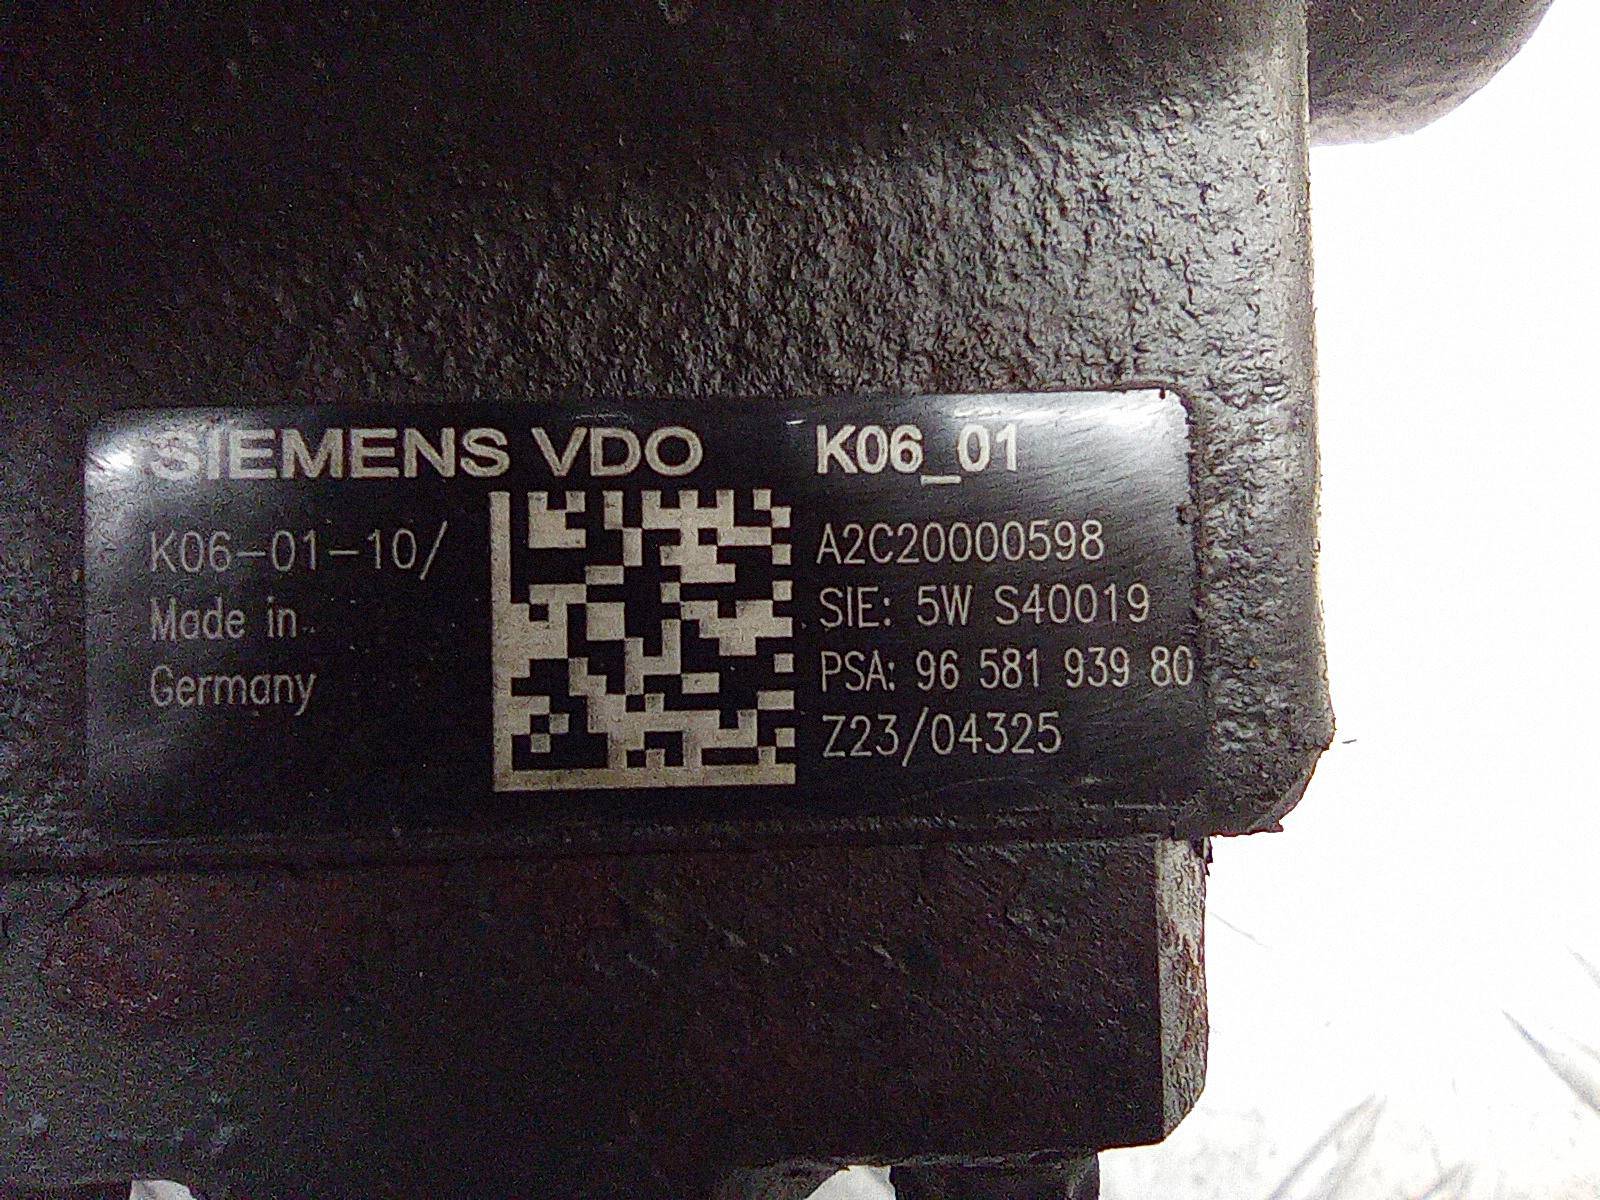 SIEMENS VDO
K06_01
K06-01-10/
Made in
Germany
A2C20000598
SIE: 5W S40019
PSA: 96 581 939 80
Z23/04325